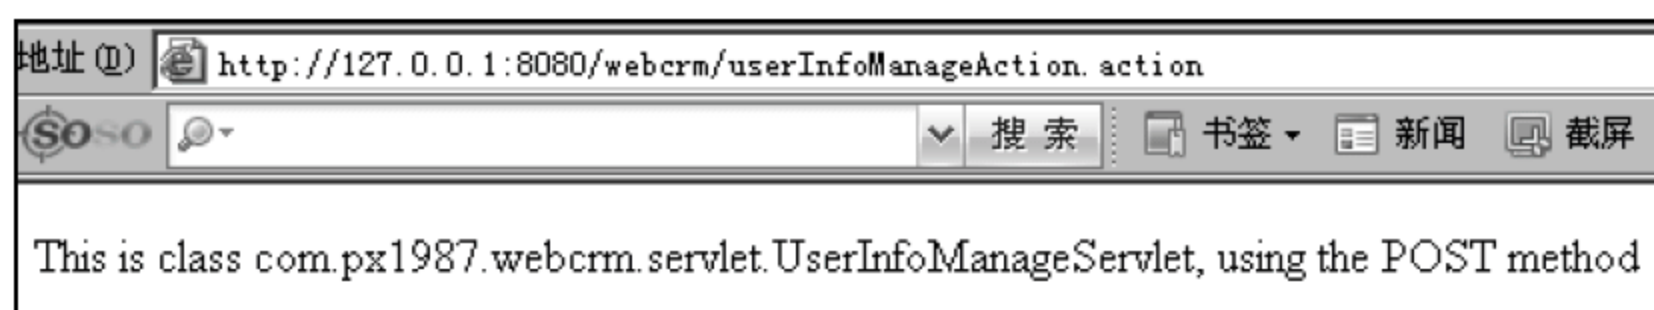 地址(D) http://127.0.0.1:8080/webcrm/userInfoManageAction.action
SOSO 搜索 书签 新闻 截屏
This is class com.px1987.webcrm.servlet.UserInfoManageServlet, using the POST method